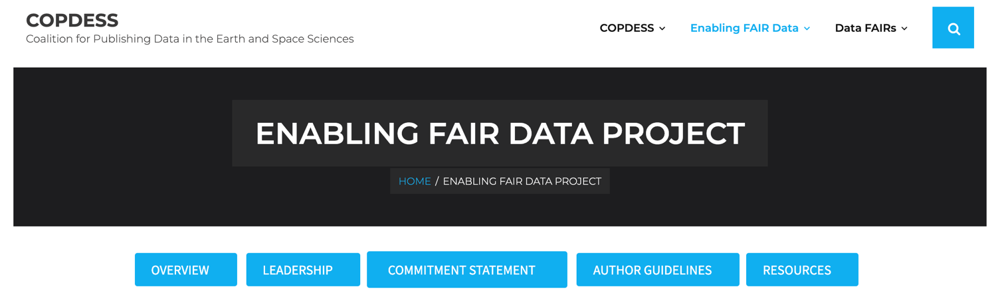 COPDESS
Coalition for Publishing Data in the Earth and Space Sciences
COPDESS Enabling FAIR Data Data FAIRs
ENABLING FAIR DATA PROJECT
HOME / ENABLING FAIR DATA PROJECT
OVERVIEW LEADERSHIP COMMITMENT STATEMENT AUTHOR GUIDELINES RESOURCES